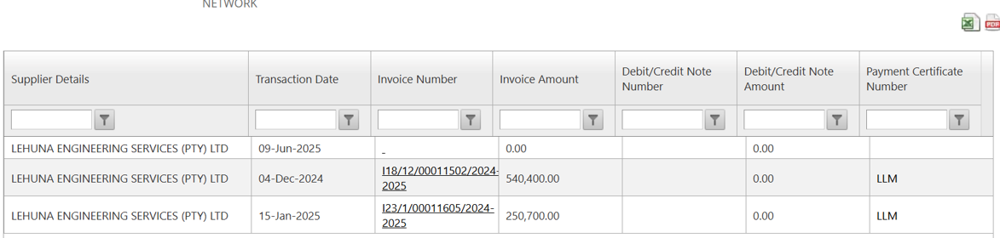 NETWORK
PDF
Supplier Details Transaction Date Invoice Number Invoice Amount Debit/Credit Note Number Debit/Credit Note Amount Payment Certificate Number
LEHUNA ENGINEERING SERVICES (PTY) LTD 09-Jun-2025 - 0.00 0.00
LEHUNA ENGINEERING SERVICES (PTY) LTD 04-Dec-2024 I18/12/00011502/2024-2025 540,400.00 0.00 LLM
LEHUNA ENGINEERING SERVICES (PTY) LTD 15-Jan-2025 I23/1/00011605/2024-2025 250,700.00 0.00 LLM